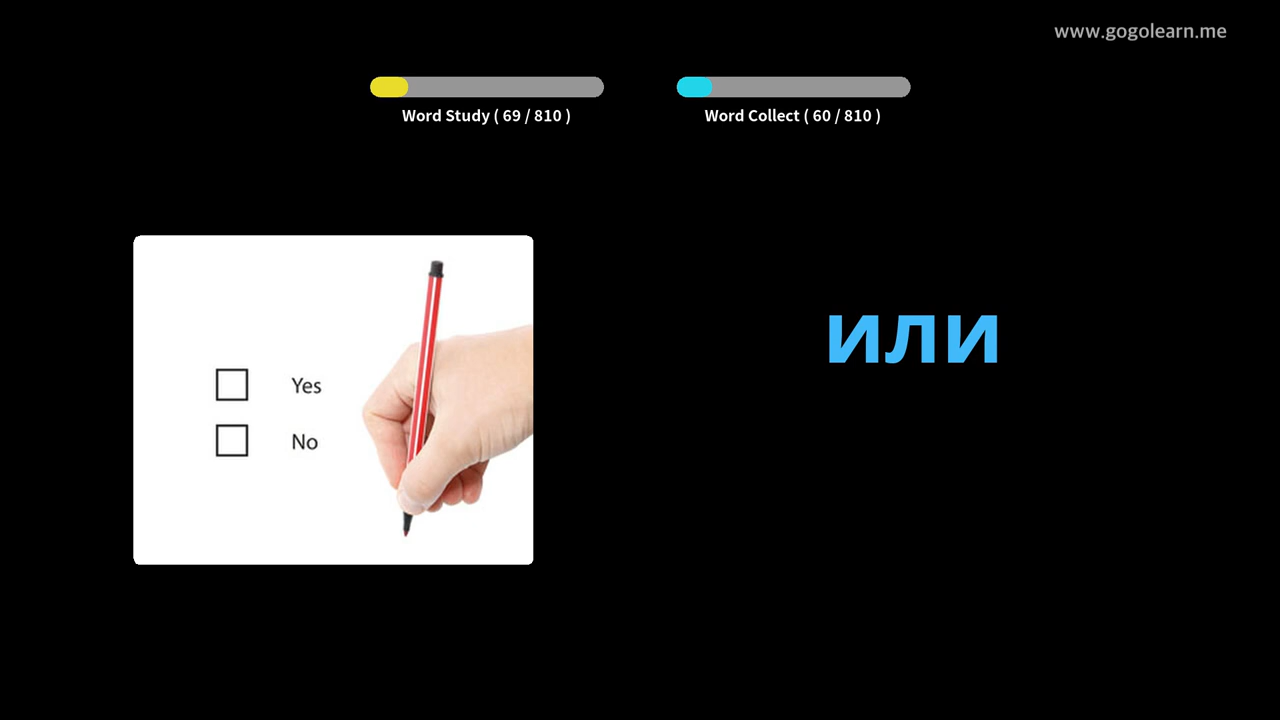 www.gogolearn.me
Word Study ( 69 / 810 )
Word Collect ( 60 / 810 )
или
Yes
No